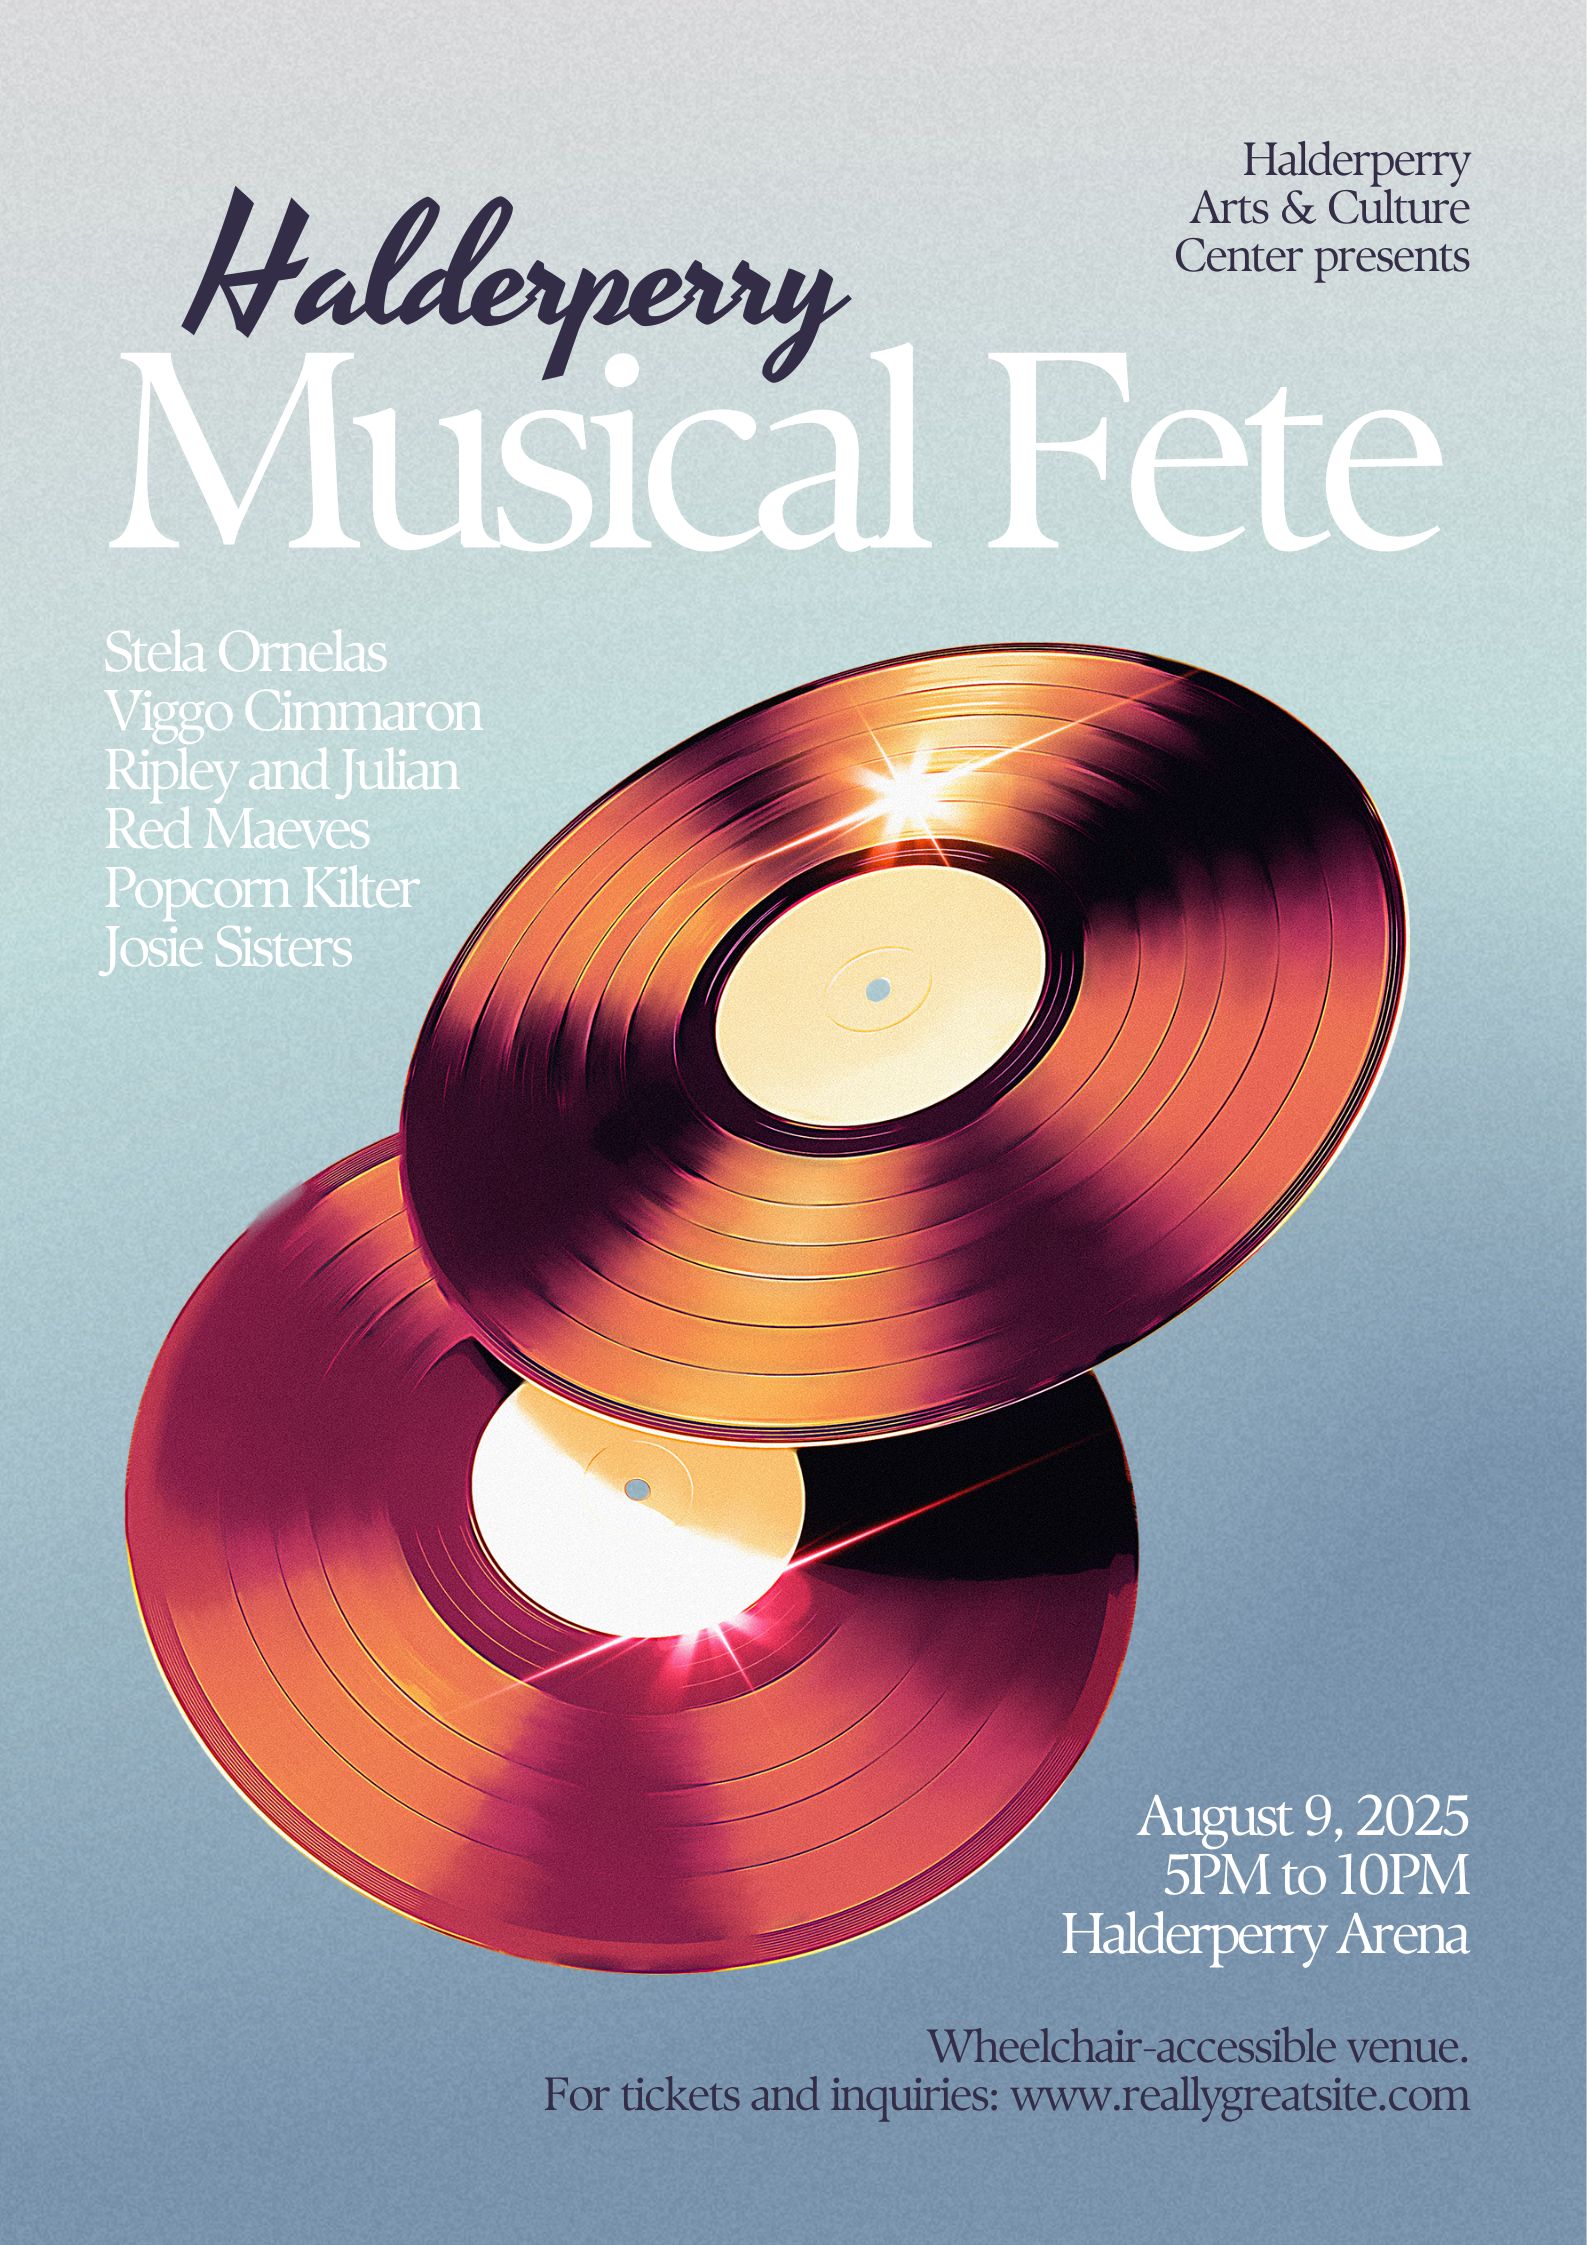 Halderperry
Arts & Culture
Center presents
Halderperry
Musical Fete
Stela Ornelas
Viggo Cimmaron
Ripley and Julian
Red Maeves
Popcorn Kilter
Josie Sisters
August 9, 2025
5PM to 10PM
Halderperry Arena
Wheelchair-accessible venue.
For tickets and inquiries: www.reallygreatsite.com